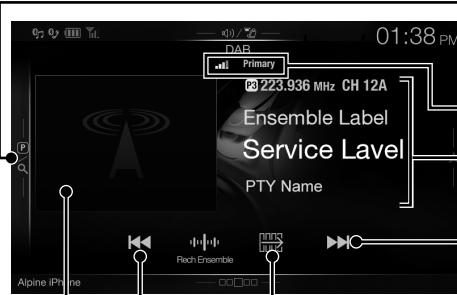 01:38 PM
DAB
Primary
P3 223.936 MHz CH 12A
Ensemble Label
Service Lavel
P
PTY Name
Rech Ensemble
Alpine iPhone